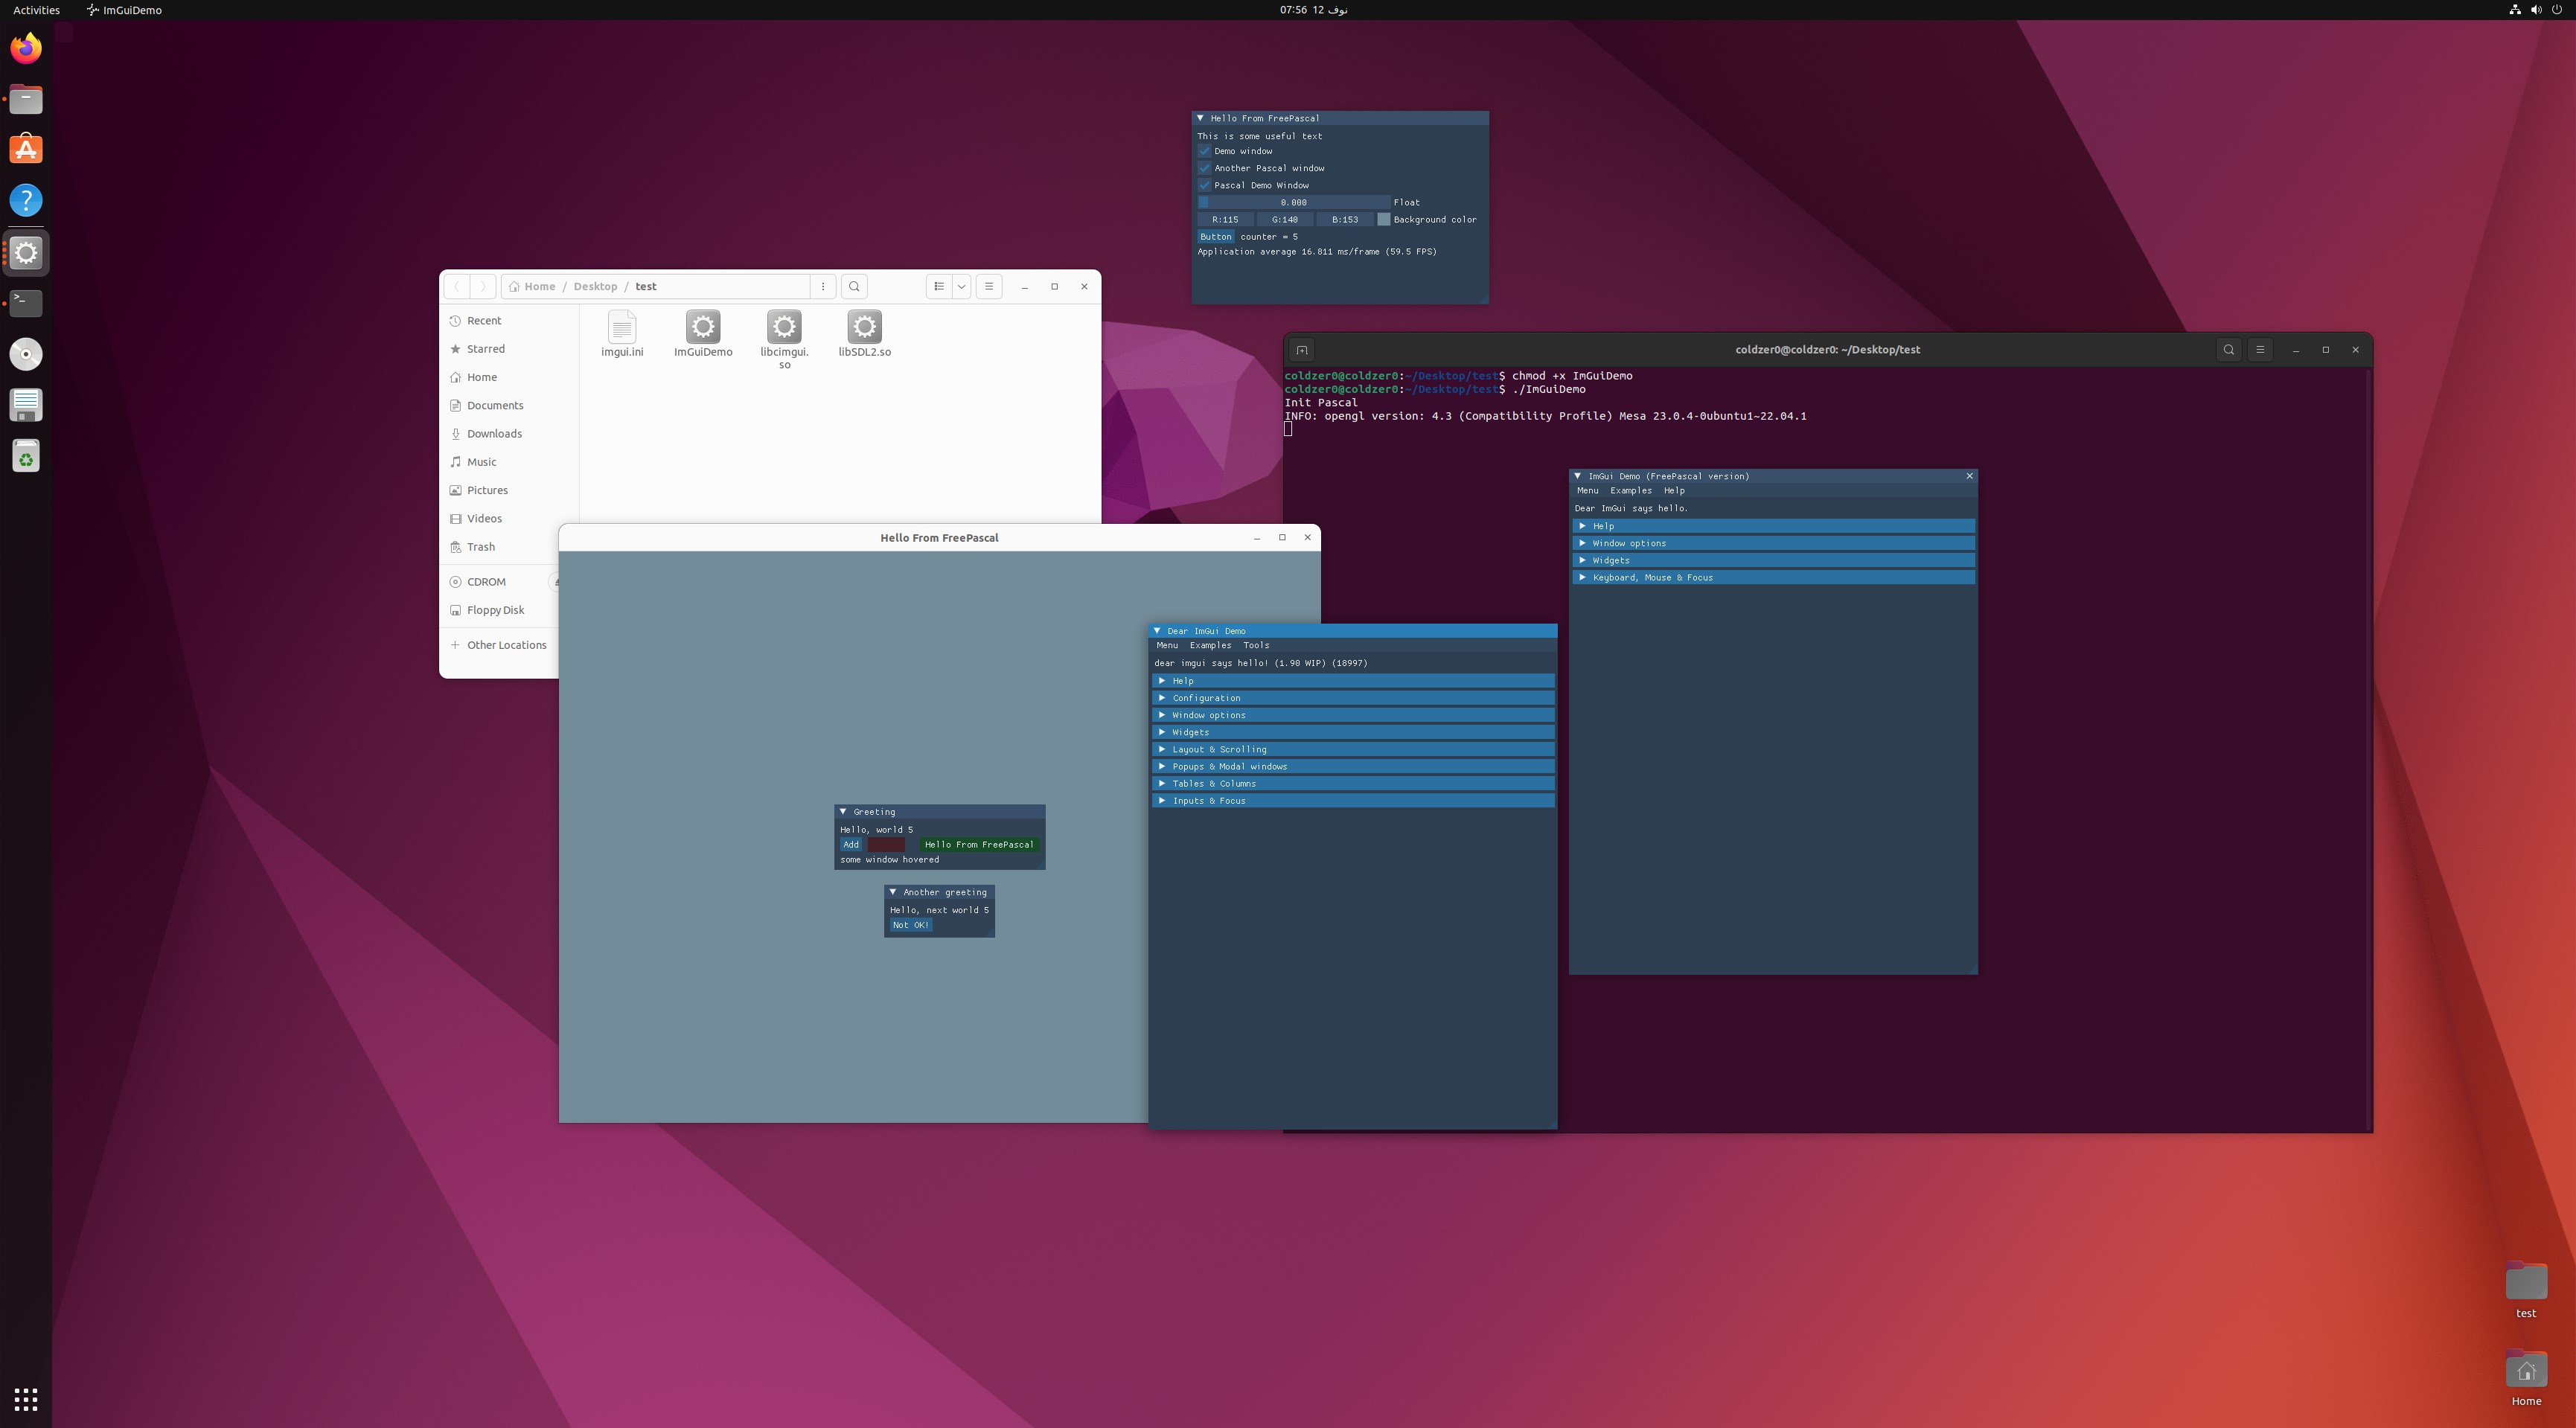 Activities ImGuiDemo 07:56 نوف 12
Hello From FreePascal
This is some useful text
Demo window
Another Pascal window
Pascal Demo Window
0.000 Float
R:115 G:140 B:153 Background color
Button counter = 5
Application average 16.811 ms/frame (59.5 FPS)
Home / Desktop / test
Recent
Starred
Home
Documents
Downloads
Music
Pictures
Videos
Trash
CDROM
Floppy Disk
+ Other Locations
imgui.ini
ImGuiDemo
libcimgui.
so
libSDL2.so
coldzer0@coldzer0: ~/Desktop/test
coldzer0@coldzer0:~/Desktop/test$ chmod +x ImGuiDemo
coldzer0@coldzer0:~/Desktop/test$ ./ImGuiDemo
Init Pascal
INFO: opengl version: 4.3 (Compatibility Profile) Mesa 23.0.4-0ubuntu1~22.04.1
ImGui Demo (FreePascal version)
Menu Examples Help
Dear ImGui says hello.
Help
Window options
Widgets
Keyboard, Mouse & Focus
Hello From FreePascal
Dear ImGui Demo
Menu Examples Tools
dear imgui says hello! (1.90 WIP) (18997)
Help
Configuration
Window options
Widgets
Layout & Scrolling
Popups & Modal windows
Tables & Columns
Inputs & Focus
Greeting
Hello, world 5
Add Hello From FreePascal
some window hovered
Another greeting
Hello, next world 5
Not OK!
test
Home